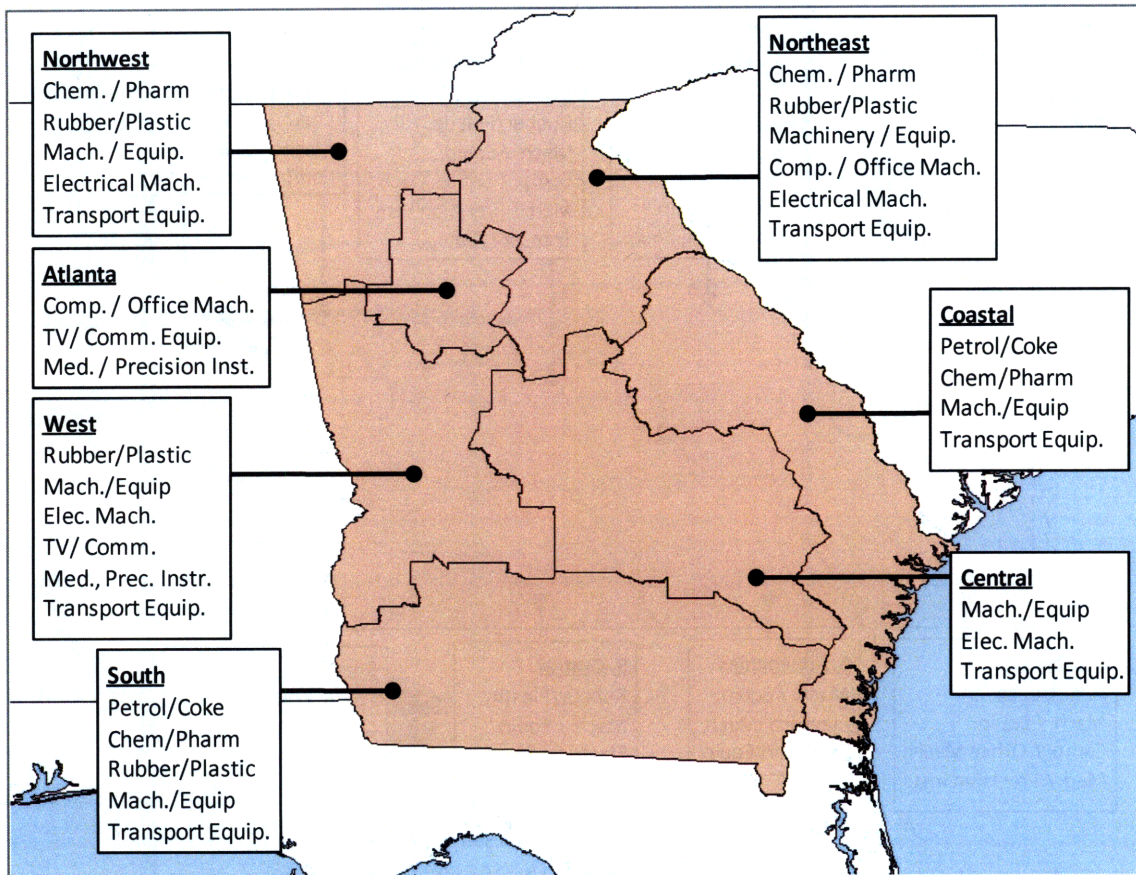 Northwest
Chem. / Pharm
Rubber/Plastic
Mach. / Equip.
Electrical Mach.
Transport Equip.
Northeast
Chem. / Pharm
Rubber/Plastic
Machinery / Equip.
Comp. / Office Mach.
Electrical Mach.
Transport Equip.
Atlanta
Comp. / Office Mach.
TV/ Comm. Equip.
Med. / Precision Inst.
Coastal
Petrol/Coke
Chem/Pharm
Mach./Equip
Transport Equip.
West
Rubber/Plastic
Mach./Equip
Elec. Mach.
TV/ Comm.
Med., Prec. Instr.
Transport Equip.
Central
Mach./Equip
Elec. Mach.
Transport Equip.
South
Petrol/Coke
Chem/Pharm
Rubber/Plastic
Mach./Equip
Transport Equip.